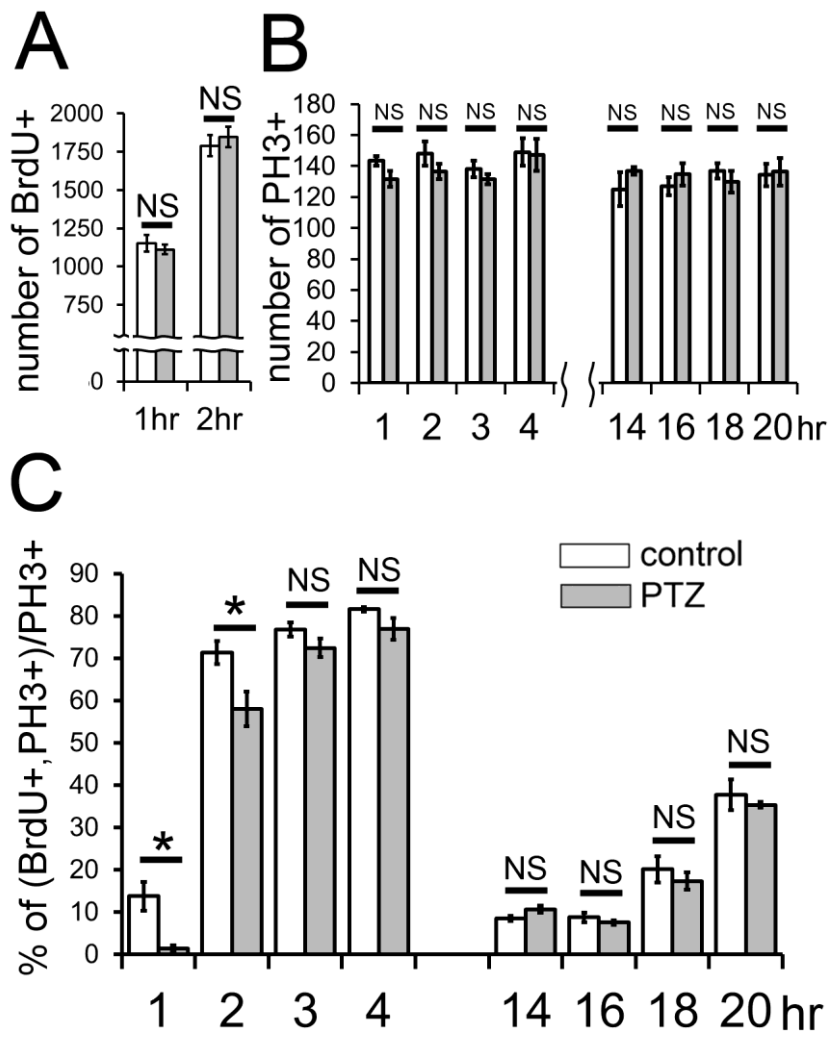 A
number of BrdU+
2000
1750
1500
1250
1000
750
0
NS
NS
1hr 2hr
B
number of PH3+
180
160
140
120
100
80
60
40
20
0
NS NS NS NS NS NS NS NS
1 2 3 4 14 16 18 20 hr
C
% of (BrdU+, PH3+)/PH3+
90
80
70
60
50
40
30
20
10
0
* * NS NS NS NS NS NS
control
PTZ
1 2 3 4 14 16 18 20 hr